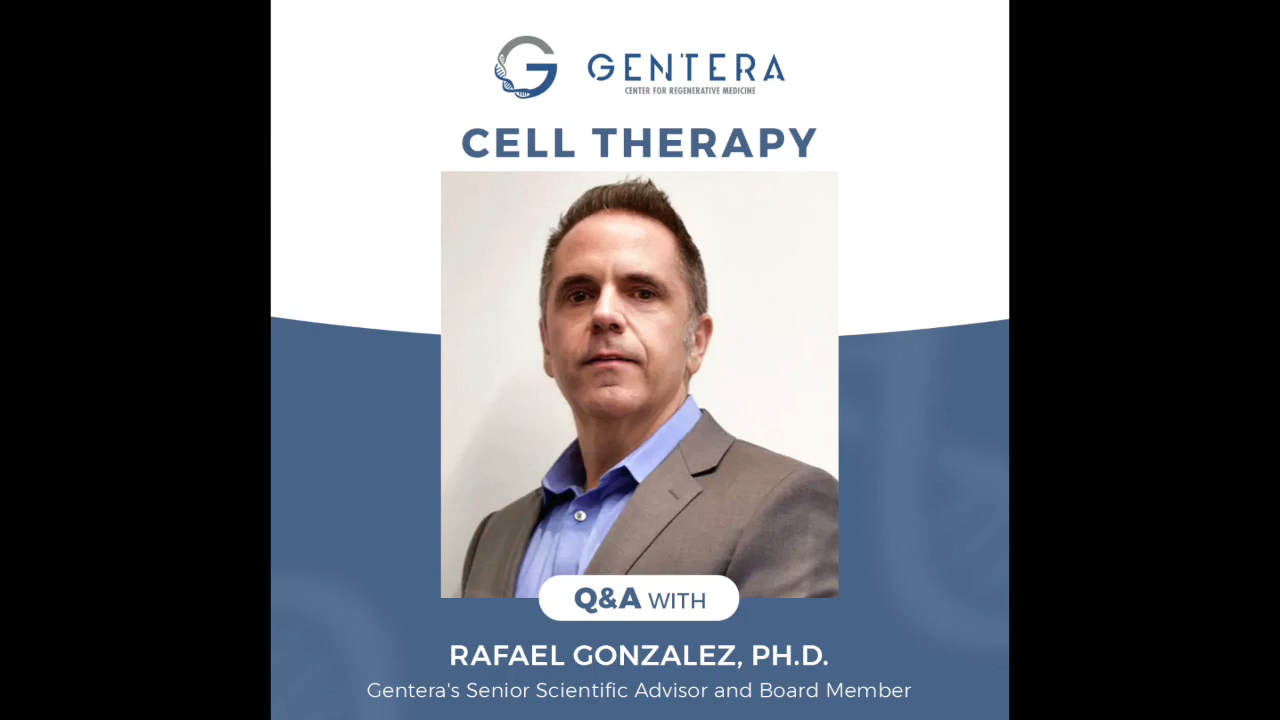 GENTERA
CENTER FOR REGENERATIVE MEDICINE
CELL THERAPY
Q&A WITH
RAFAEL GONZALEZ, PH.D.
Gentera's Senior Scientific Advisor and Board Member